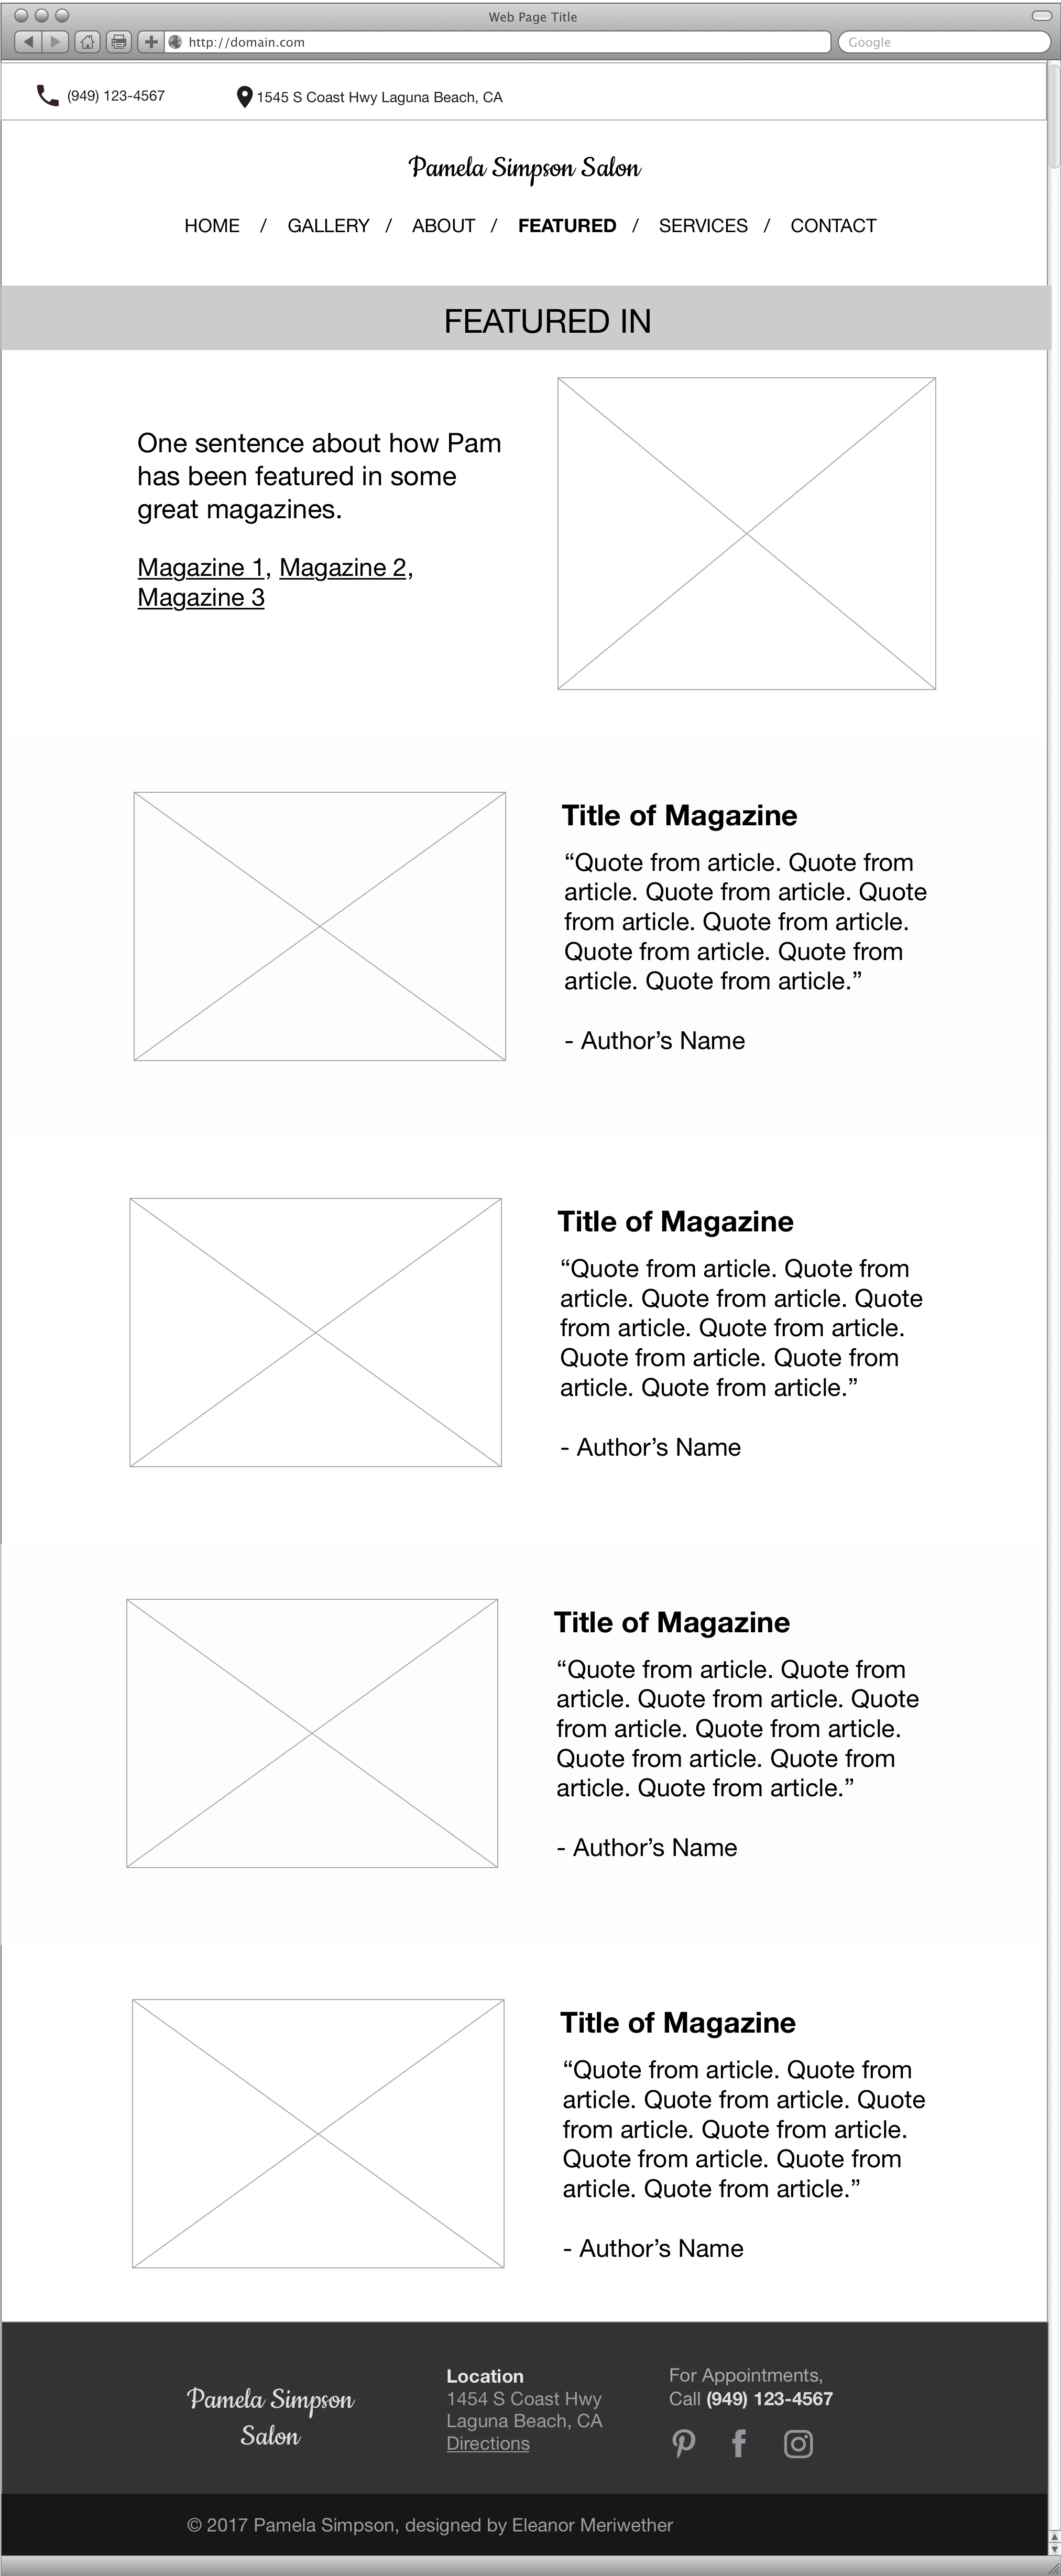 Web Page Title
http://domain.com
Google
(949) 123-4567
1545 S Coast Hwy Laguna Beach, CA
Pamela Simpson Salon
HOME / GALLERY / ABOUT / FEATURED / SERVICES / CONTACT
FEATURED IN
One sentence about how Pam
has been featured in some
great magazines.
Magazine 1, Magazine 2,
Magazine 3
Title of Magazine
“Quote from article. Quote from
article. Quote from article. Quote
from article. Quote from article.
Quote from article. Quote from
article. Quote from article.”
- Author’s Name
Title of Magazine
“Quote from article. Quote from
article. Quote from article. Quote
from article. Quote from article.
Quote from article. Quote from
article. Quote from article.”
- Author’s Name
Title of Magazine
“Quote from article. Quote from
article. Quote from article. Quote
from article. Quote from article.
Quote from article. Quote from
article. Quote from article.”
- Author’s Name
Title of Magazine
“Quote from article. Quote from
article. Quote from article. Quote
from article. Quote from article.
Quote from article. Quote from
article. Quote from article.”
- Author’s Name
Pamela Simpson
Salon
Location
1454 S Coast Hwy
Laguna Beach, CA
Directions
For Appointments,
Call (949) 123-4567
© 2017 Pamela Simpson, designed by Eleanor Meriwether